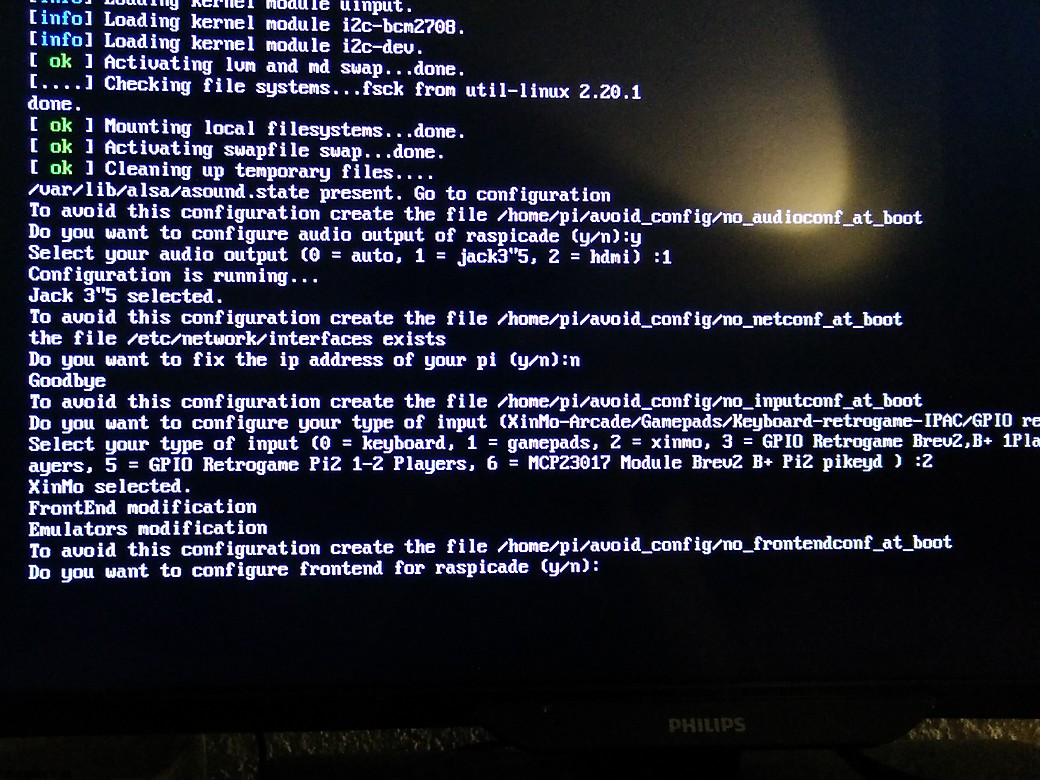 [info] Loading kernel module uinput.
[info] Loading kernel module i2c-bcm2708.
[info] Loading kernel module i2c-dev.
[ ok ] Activating lvm and md swap...done.
[....] Checking file systems...fsck from util-linux 2.20.1
done.
[ ok ] Mounting local filesystems...done.
[ ok ] Activating swapfile swap...done.
[ ok ] Cleaning up temporary files....
/var/lib/alsa/asound.state present. Go to configuration
To avoid this configuration create the file /home/pi/avoid_config/no_audioconf_at_boot
Do you want to configure audio output of raspicade (y/n):y
Select your audio output (0 = auto, 1 = jack3"5, 2 = hdmi) :1
Configuration is running...
Jack 3"5 selected.
To avoid this configuration create the file /home/pi/avoid_config/no_netconf_at_boot
the file /etc/network/interfaces exists
Do you want to fix the ip address of your pi (y/n):n
Goodbye
To avoid this configuration create the file /home/pi/avoid_config/no_inputconf_at_boot
Do you want to configure your type of input (XinMo-Arcade/Gamepads/Keyboard-retrogame-IPAC/GPIO re
Select your type of input (0 = keyboard, 1 = gamepads, 2 = xinmo, 3 = GPIO Retrogame Brev2,B+ 1Pla
ayers, 5 = GPIO Retrogame Pi2 1-2 Players, 6 = MCP23017 Module Brev2 B+ Pi2 pikeyd ) :2
XinMo selected.
FrontEnd modification
Emulators modification
To avoid this configuration create the file /home/pi/avoid_config/no_frontendconf_at_boot
Do you want to configure frontend for raspicade (y/n):
PHILIPS